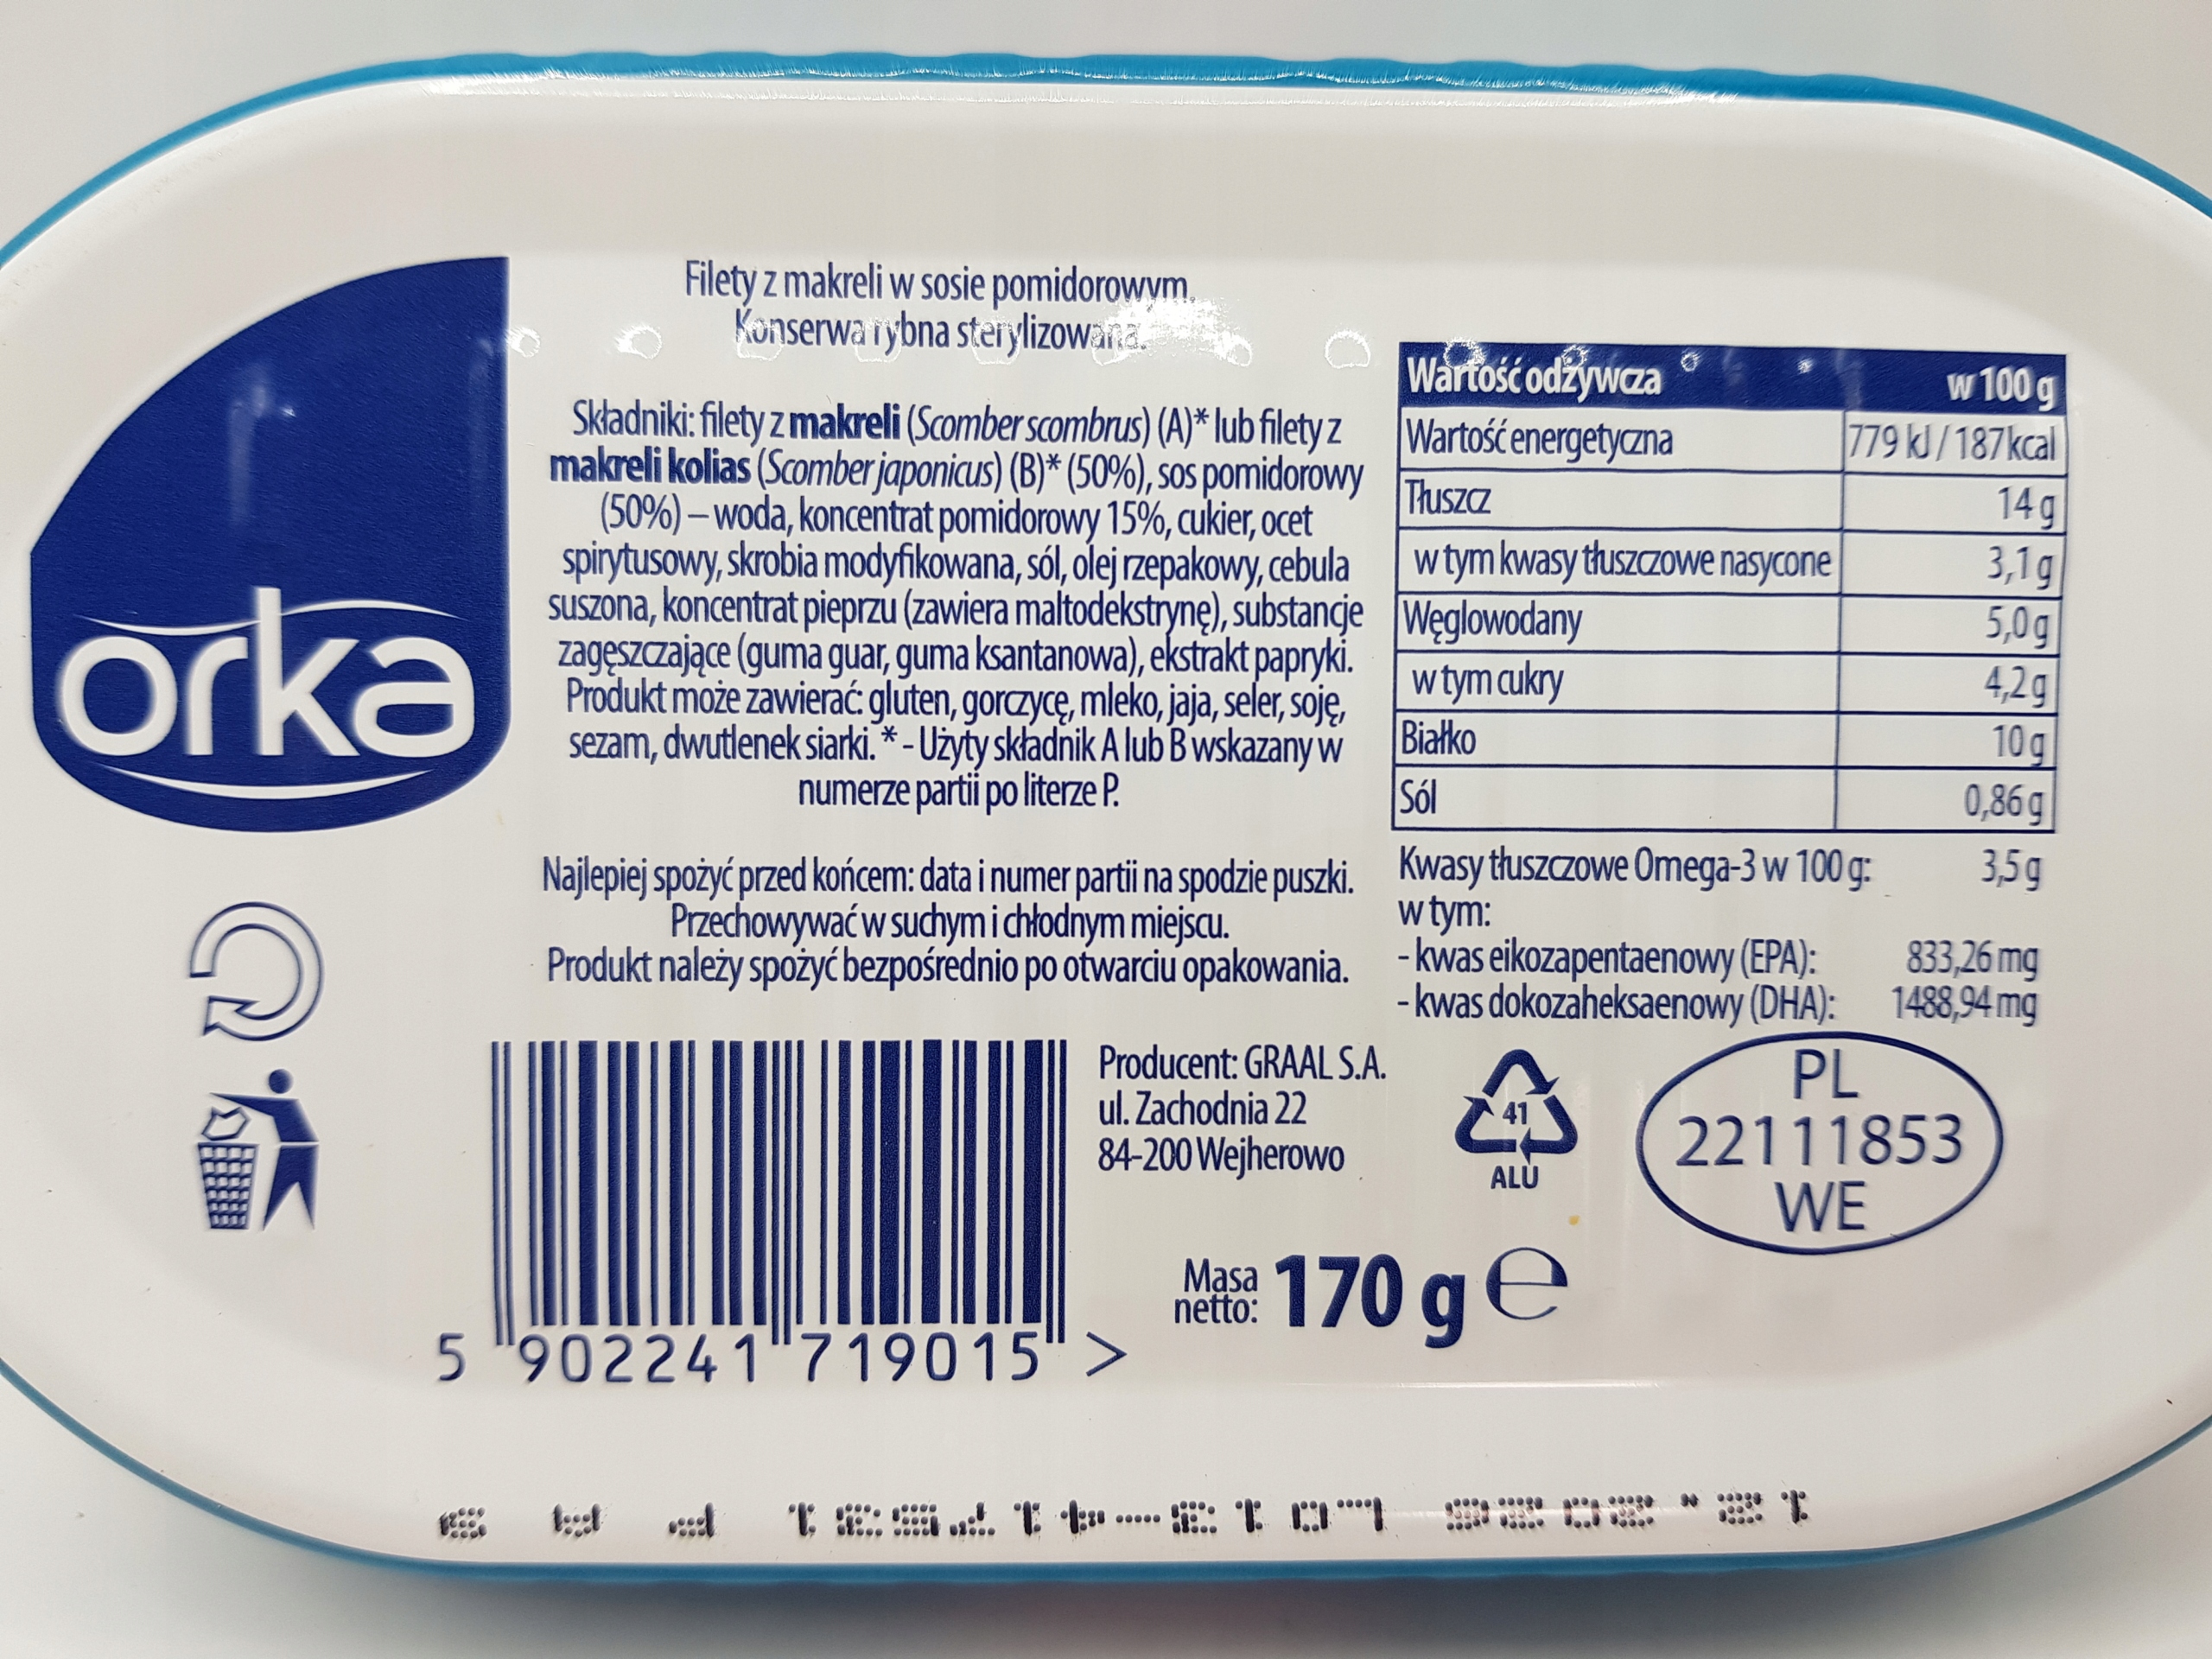 Filety z makreli w sosie pomidorowym.
Konserwa rybna sterylizowana.
Składniki: filety z makreli (Scomber scombrus) (A)* lub filety z
makreli kolias (Scomber japonicus) (B)* (50%), sos pomidorowy
(50%) – woda, koncentrat pomidorowy 15%, cukier, ocet
spirytusowy, skrobia modyfikowana, sól, olej rzepakowy, cebula
suszona, koncentrat pieprzu (zawiera maltodekstrynę), substancje
zagęszczające (guma guar, guma ksantanowa), ekstrakt papryki.
Produkt może zawierać: gluten, gorczycę, mleko, jaja, seler, soję,
sezam, dwutlenek siarki. * - Użyty składnik A lub B wskazany w
numerze partii po literze P.
Najlepiej spożyć przed końcem: data i numer partii na spodzie puszki.
Przechowywać w suchym i chłodnym miejscu.
Produkt należy spożyć bezpośrednio po otwarciu opakowania.
orka
Wartość odżywcza w 100 g
Wartość energetyczna 779 kJ / 187 kcal
Tłuszcz 14 g
w tym kwasy tłuszczowe nasycone 3,1 g
Węglowodany 5,0 g
w tym cukry 4,2 g
Białko 10 g
Sól 0,86 g
Kwasy tłuszczowe Omega-3 w 100 g: 3,5 g
w tym:
- kwas eikozapentaenowy (EPA): 833,26 mg
- kwas dokozaheksaenowy (DHA): 1488,94 mg
Producent: GRAAL S.A.
ul. Zachodnia 22
84-200 Wejherowo
41
ALU
PL
22111853
WE
Masa
netto: 170 g e
5 902241 719015 >